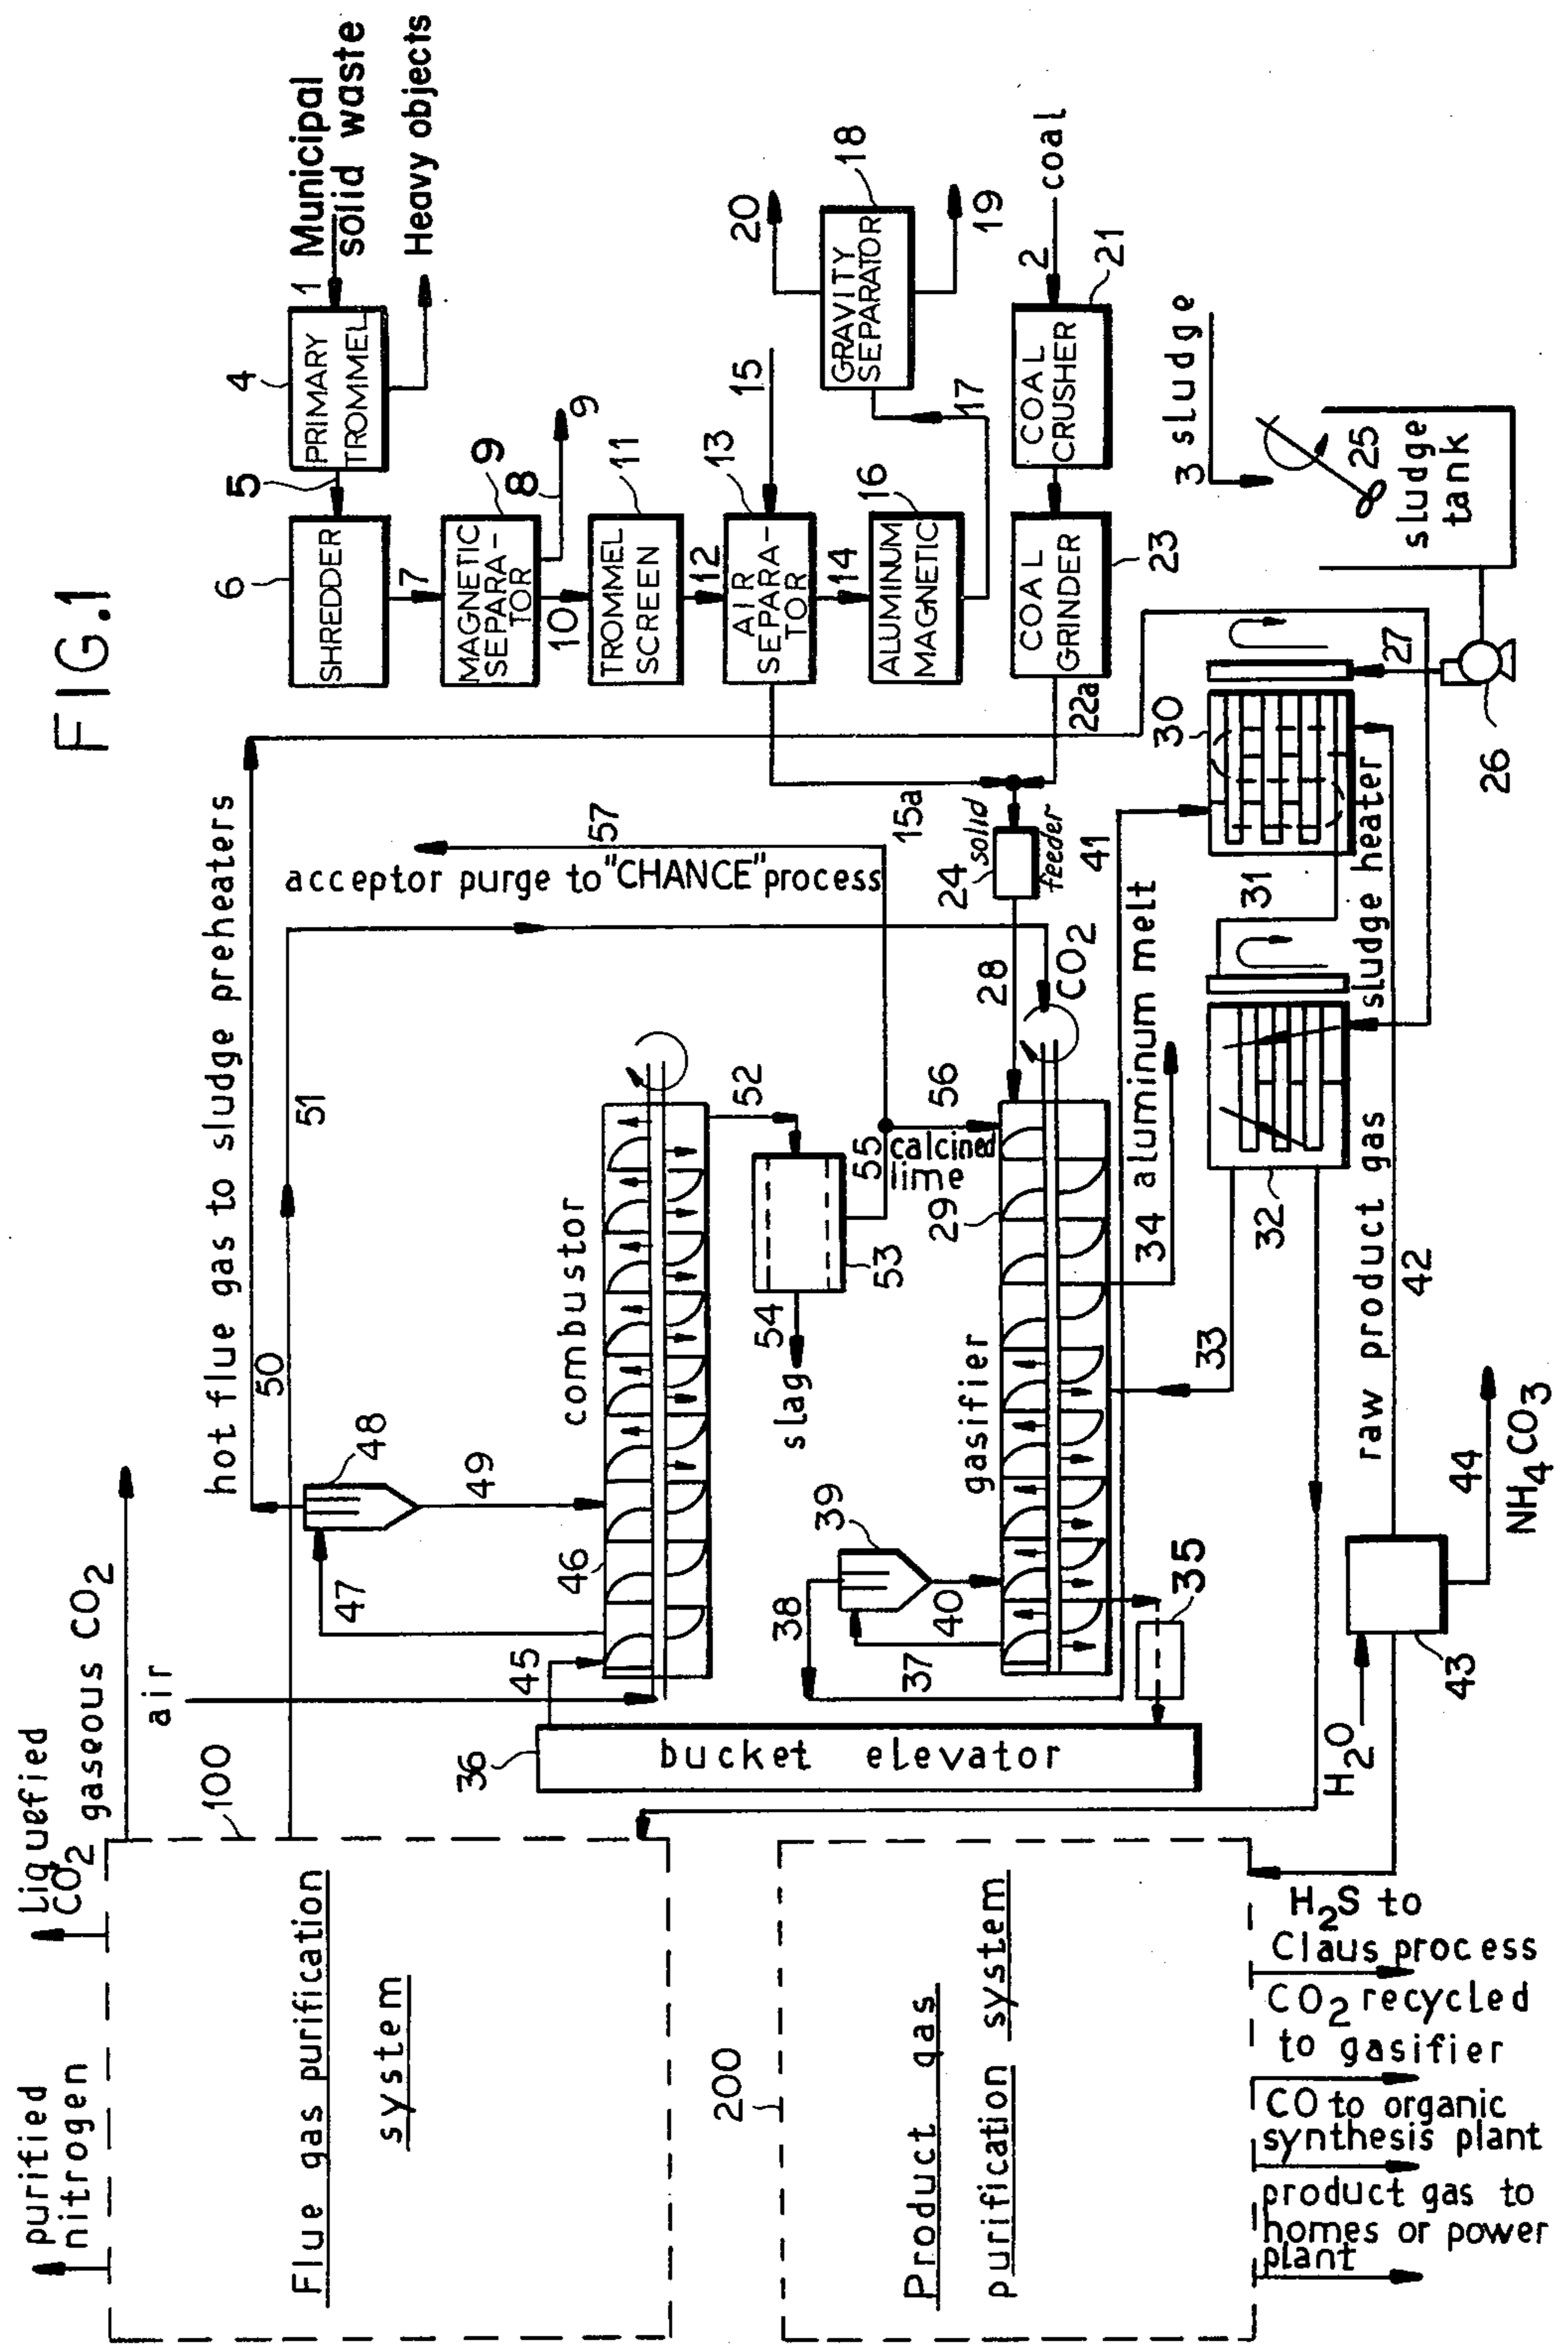 FIG.1
1 Municipal
solid waste
Heavy objects
4
PRIMARY
TROMMEL
5
6
SHREDDER
7
9
MAGNETIC
SEPARA-
TOR
8
9
10
11
TROMMEL
SCREEN
12
13
AIR
SEPARA-
TOR
15
14
16
ALUMINUM
MAGNETIC
17
18
GRAVITY
SEPARATOR
20
19
2
coal
21
COAL
CRUSHER
COAL
GRINDER
23
22a
15a
3 sludge
25
sludge
tank
26
27
30
31
sludge heater
32
33
24
solid
feeder
28
41
hot flue gas to sludge preheaters
50
51
57
acceptor purge to "CHANCE" process
CO2
52
53
54
slag
55
56
calcined
lime
29
combustor
46
45
47
48
49
gasifier
34 aluminum melt
39
38
40
37
35
36
bucket elevator
raw product gas
42
43
44
NH4CO3
H2O
air
gaseous CO2
Liquefied
CO2
purified
nitrogen
100
Flue gas purification
system
200
Product gas
purification system
H2S to
Claus process
CO2 recycled
to gasifier
CO to organic
synthesis plant
product gas to
homes or power
plant